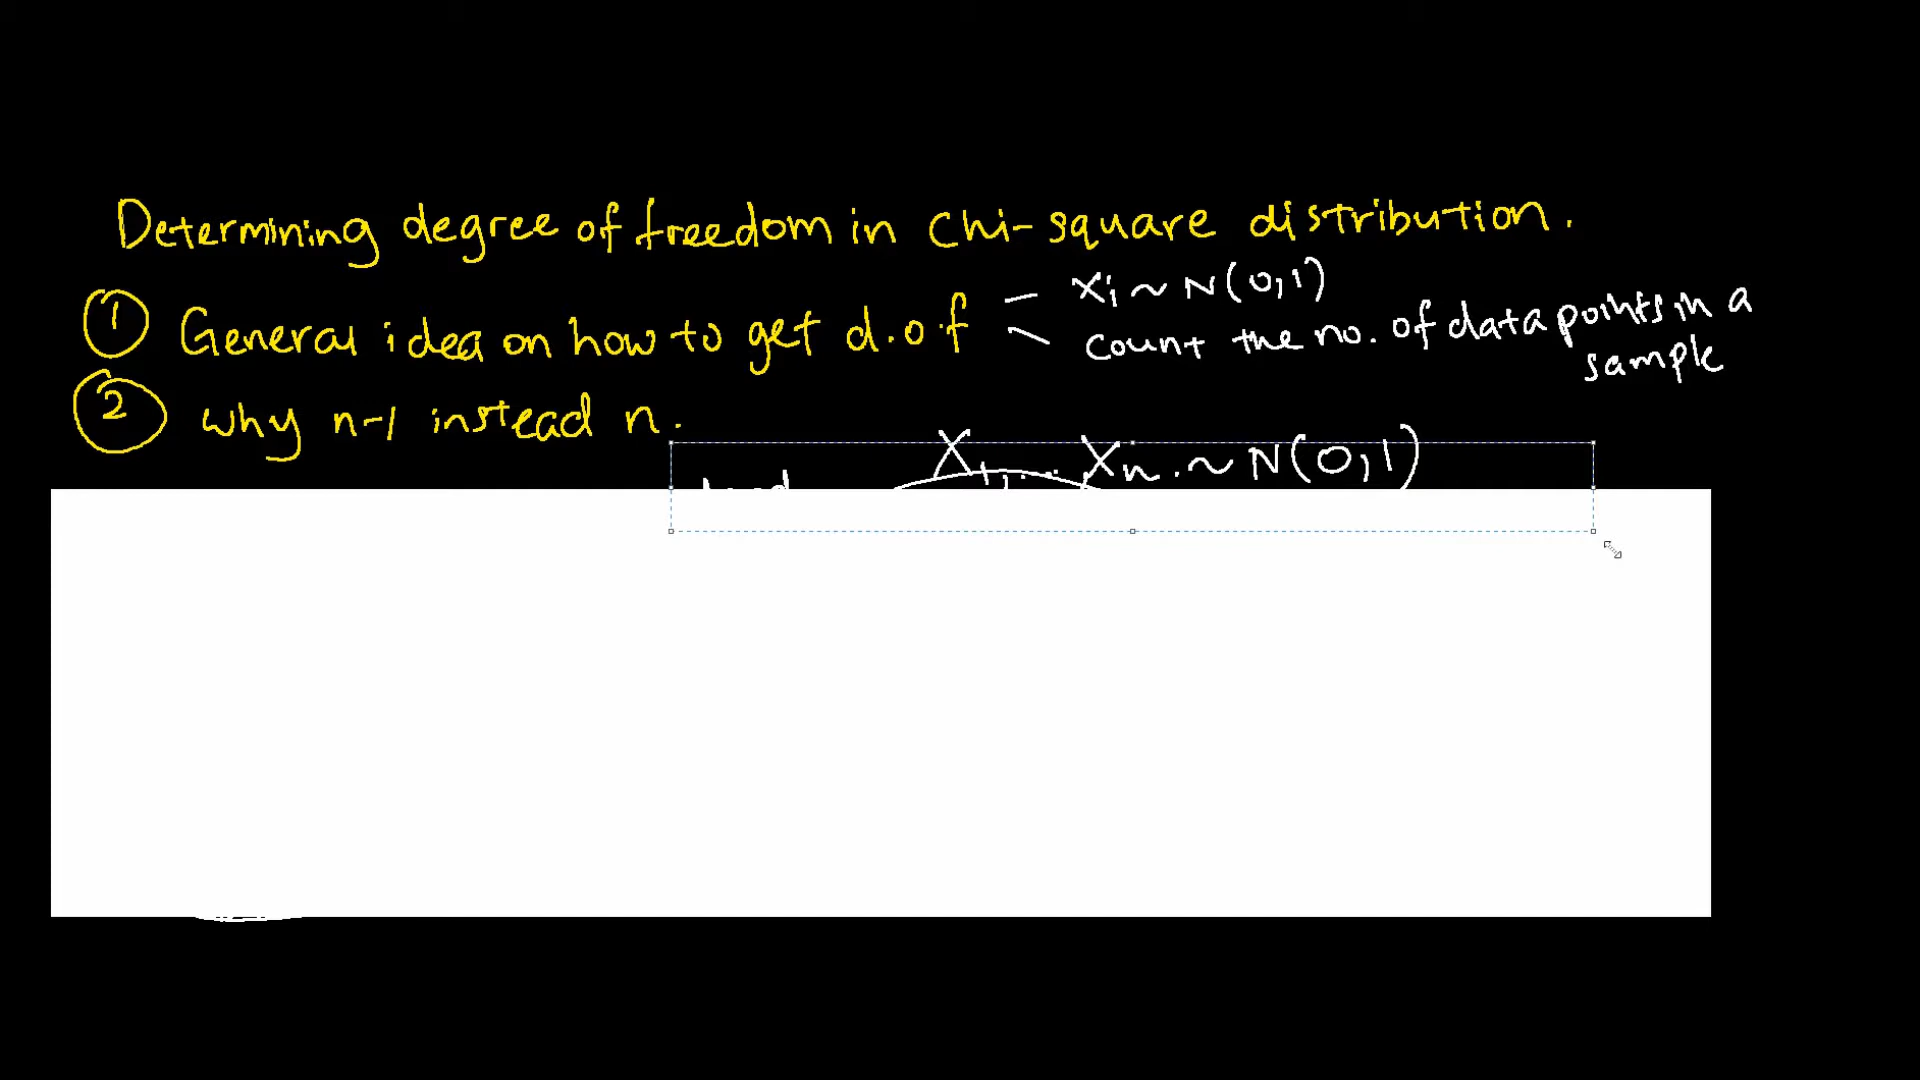 Determining degree of freedom in chi-square distribution.
① General idea on how to get d.o.f
– Xi ~ N(0,1)
– count the no. of data points in a sample
② why n-1 instead n.
X1, ... Xn. ~ N(0,1)